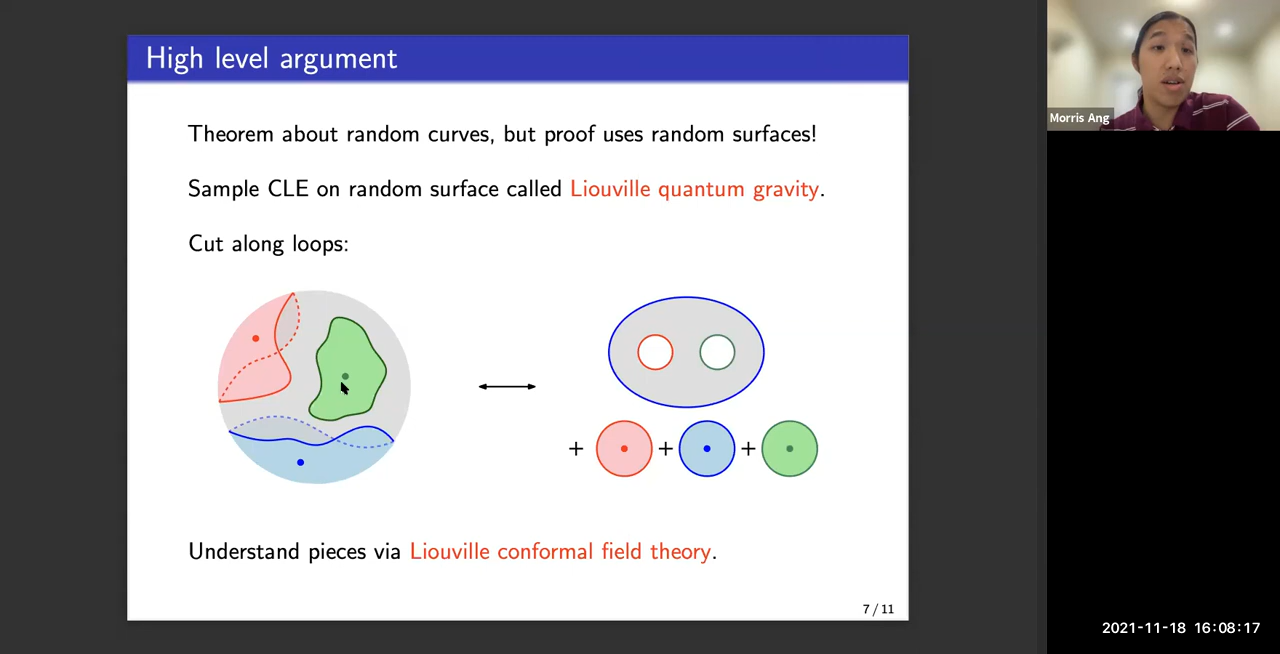 High level argument
Theorem about random curves, but proof uses random surfaces!
Sample CLE on random surface called Liouville quantum gravity.
Cut along loops:
+ + +
Understand pieces via Liouville conformal field theory.
7 / 11
Morris Ang
2021-11-18 16:08:17